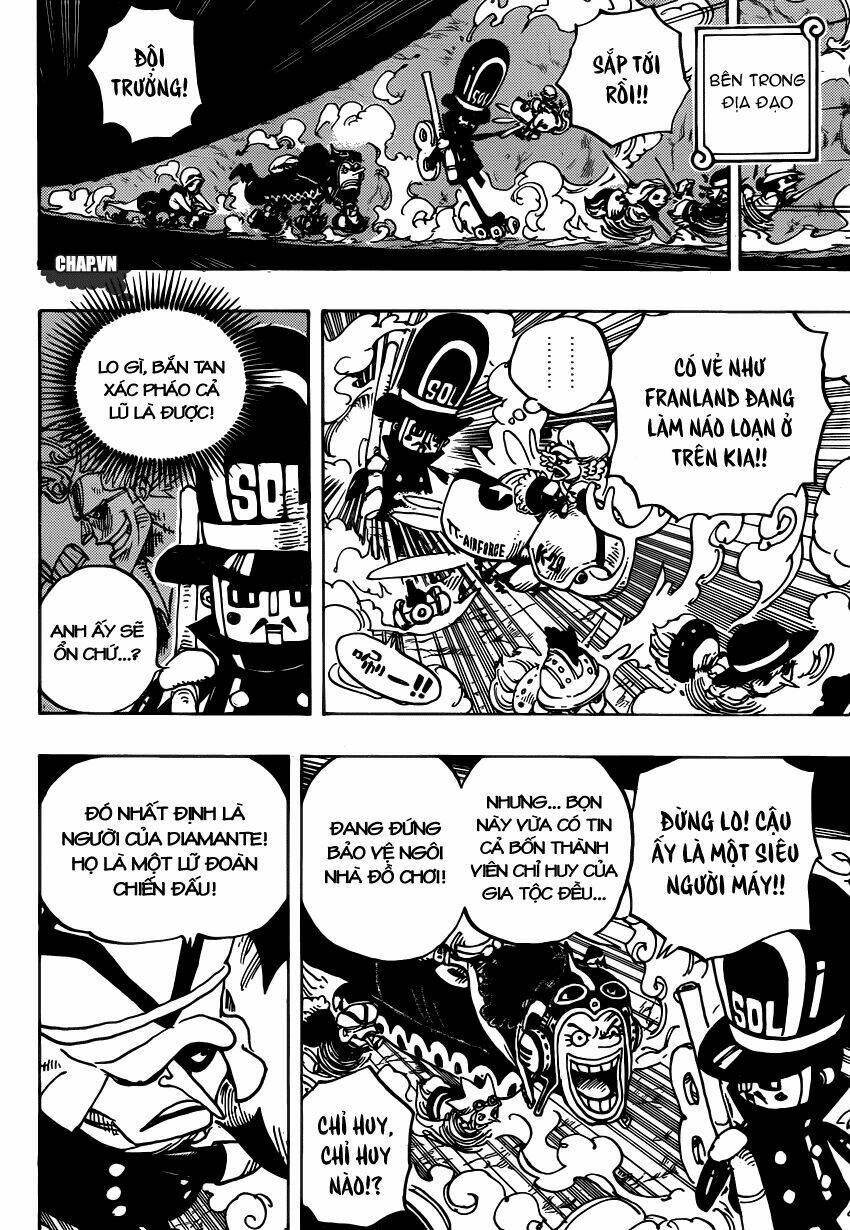 BÊN TRONG
ĐỊA ĐẠO
SẮP TỚI
RỒI!!
ĐỘI
TRƯỞNG!
SOL
CHAP.VN
CÓ VẺ NHƯ
FRANLAND ĐANG
LÀM NÁO LOẠN Ở
TRÊN KIA!!
SOL
T-AIRFORCE
LO GÌ, BẮN TAN
XÁC PHÁO CẢ
LŨ LÀ ĐƯỢC!
SOL
ANH ẤY SẼ
ỔN CHỨ...?
ĐỪNG LO! CẬU
ẤY LÀ MỘT SIÊU
NGƯỜI MÁY!!
NHƯNG... BỌN
NÀY VỪA CÓ TIN
CẢ BỐN THÀNH
VIÊN CHỈ HUY CỦA
GIA TỘC ĐỀU...
ĐANG ĐỨNG
BẢO VỆ NGÔI
NHÀ ĐỒ CHƠI!
SOL
CHỈ HUY,
CHỈ HUY
NÀO!?
ĐÓ NHẤT ĐỊNH LÀ
NGƯỜI CỦA DIAMANTE!
HỌ LÀ MỘT LỮ ĐOÀN
CHIẾN ĐẤU!